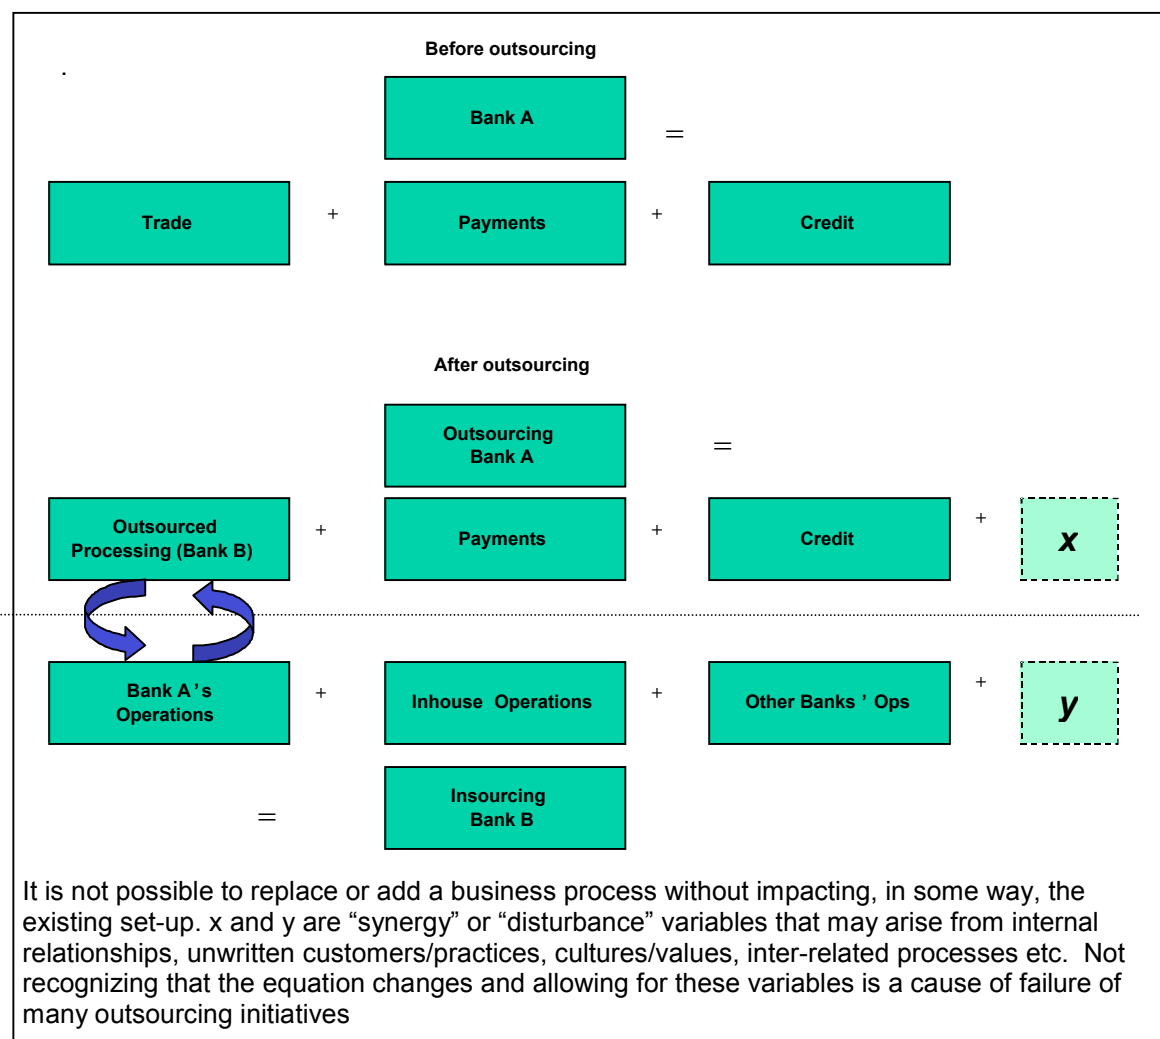 Before outsourcing
.
Bank A
=
Trade + Payments + Credit
After outsourcing
Outsourcing
Bank A
=
Outsourced
Processing (Bank B) + Payments + Credit + x
Bank A's
Operations + Inhouse Operations + Other Banks ' Ops + y
=
Insourcing
Bank B
It is not possible to replace or add a business process without impacting, in some way, the
existing set-up. x and y are “synergy” or “disturbance” variables that may arise from internal
relationships, unwritten customers/practices, cultures/values, inter-related processes etc.  Not
recognizing that the equation changes and allowing for these variables is a cause of failure of
many outsourcing initiatives